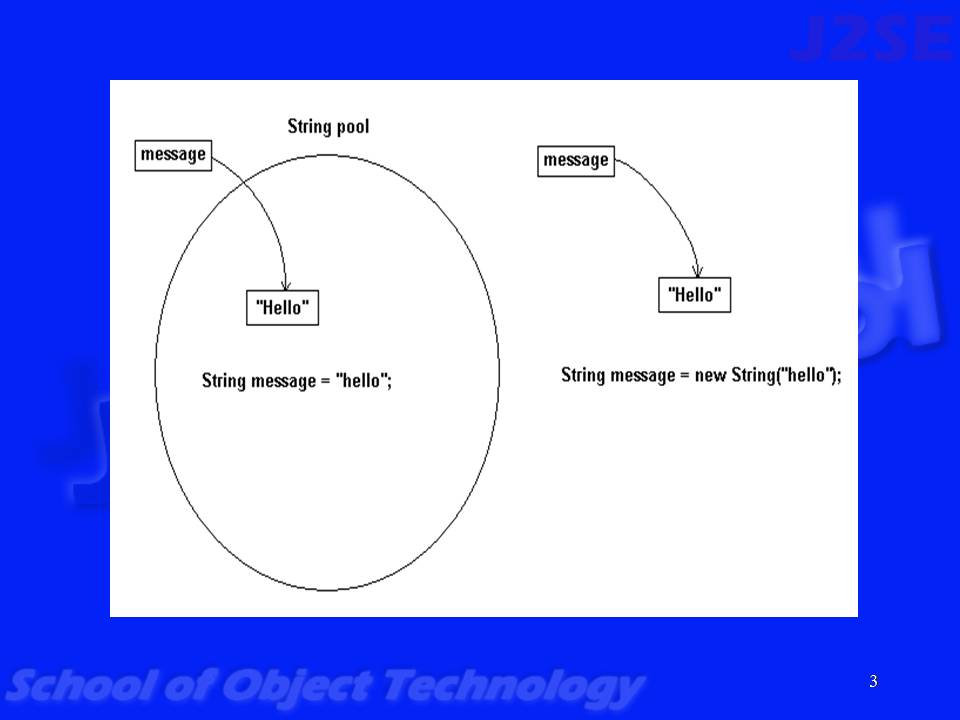 J2SE
String pool
message
"Hello"
String message = "hello";
message
"Hello"
String message = new String("hello");
School of Object Technology
3